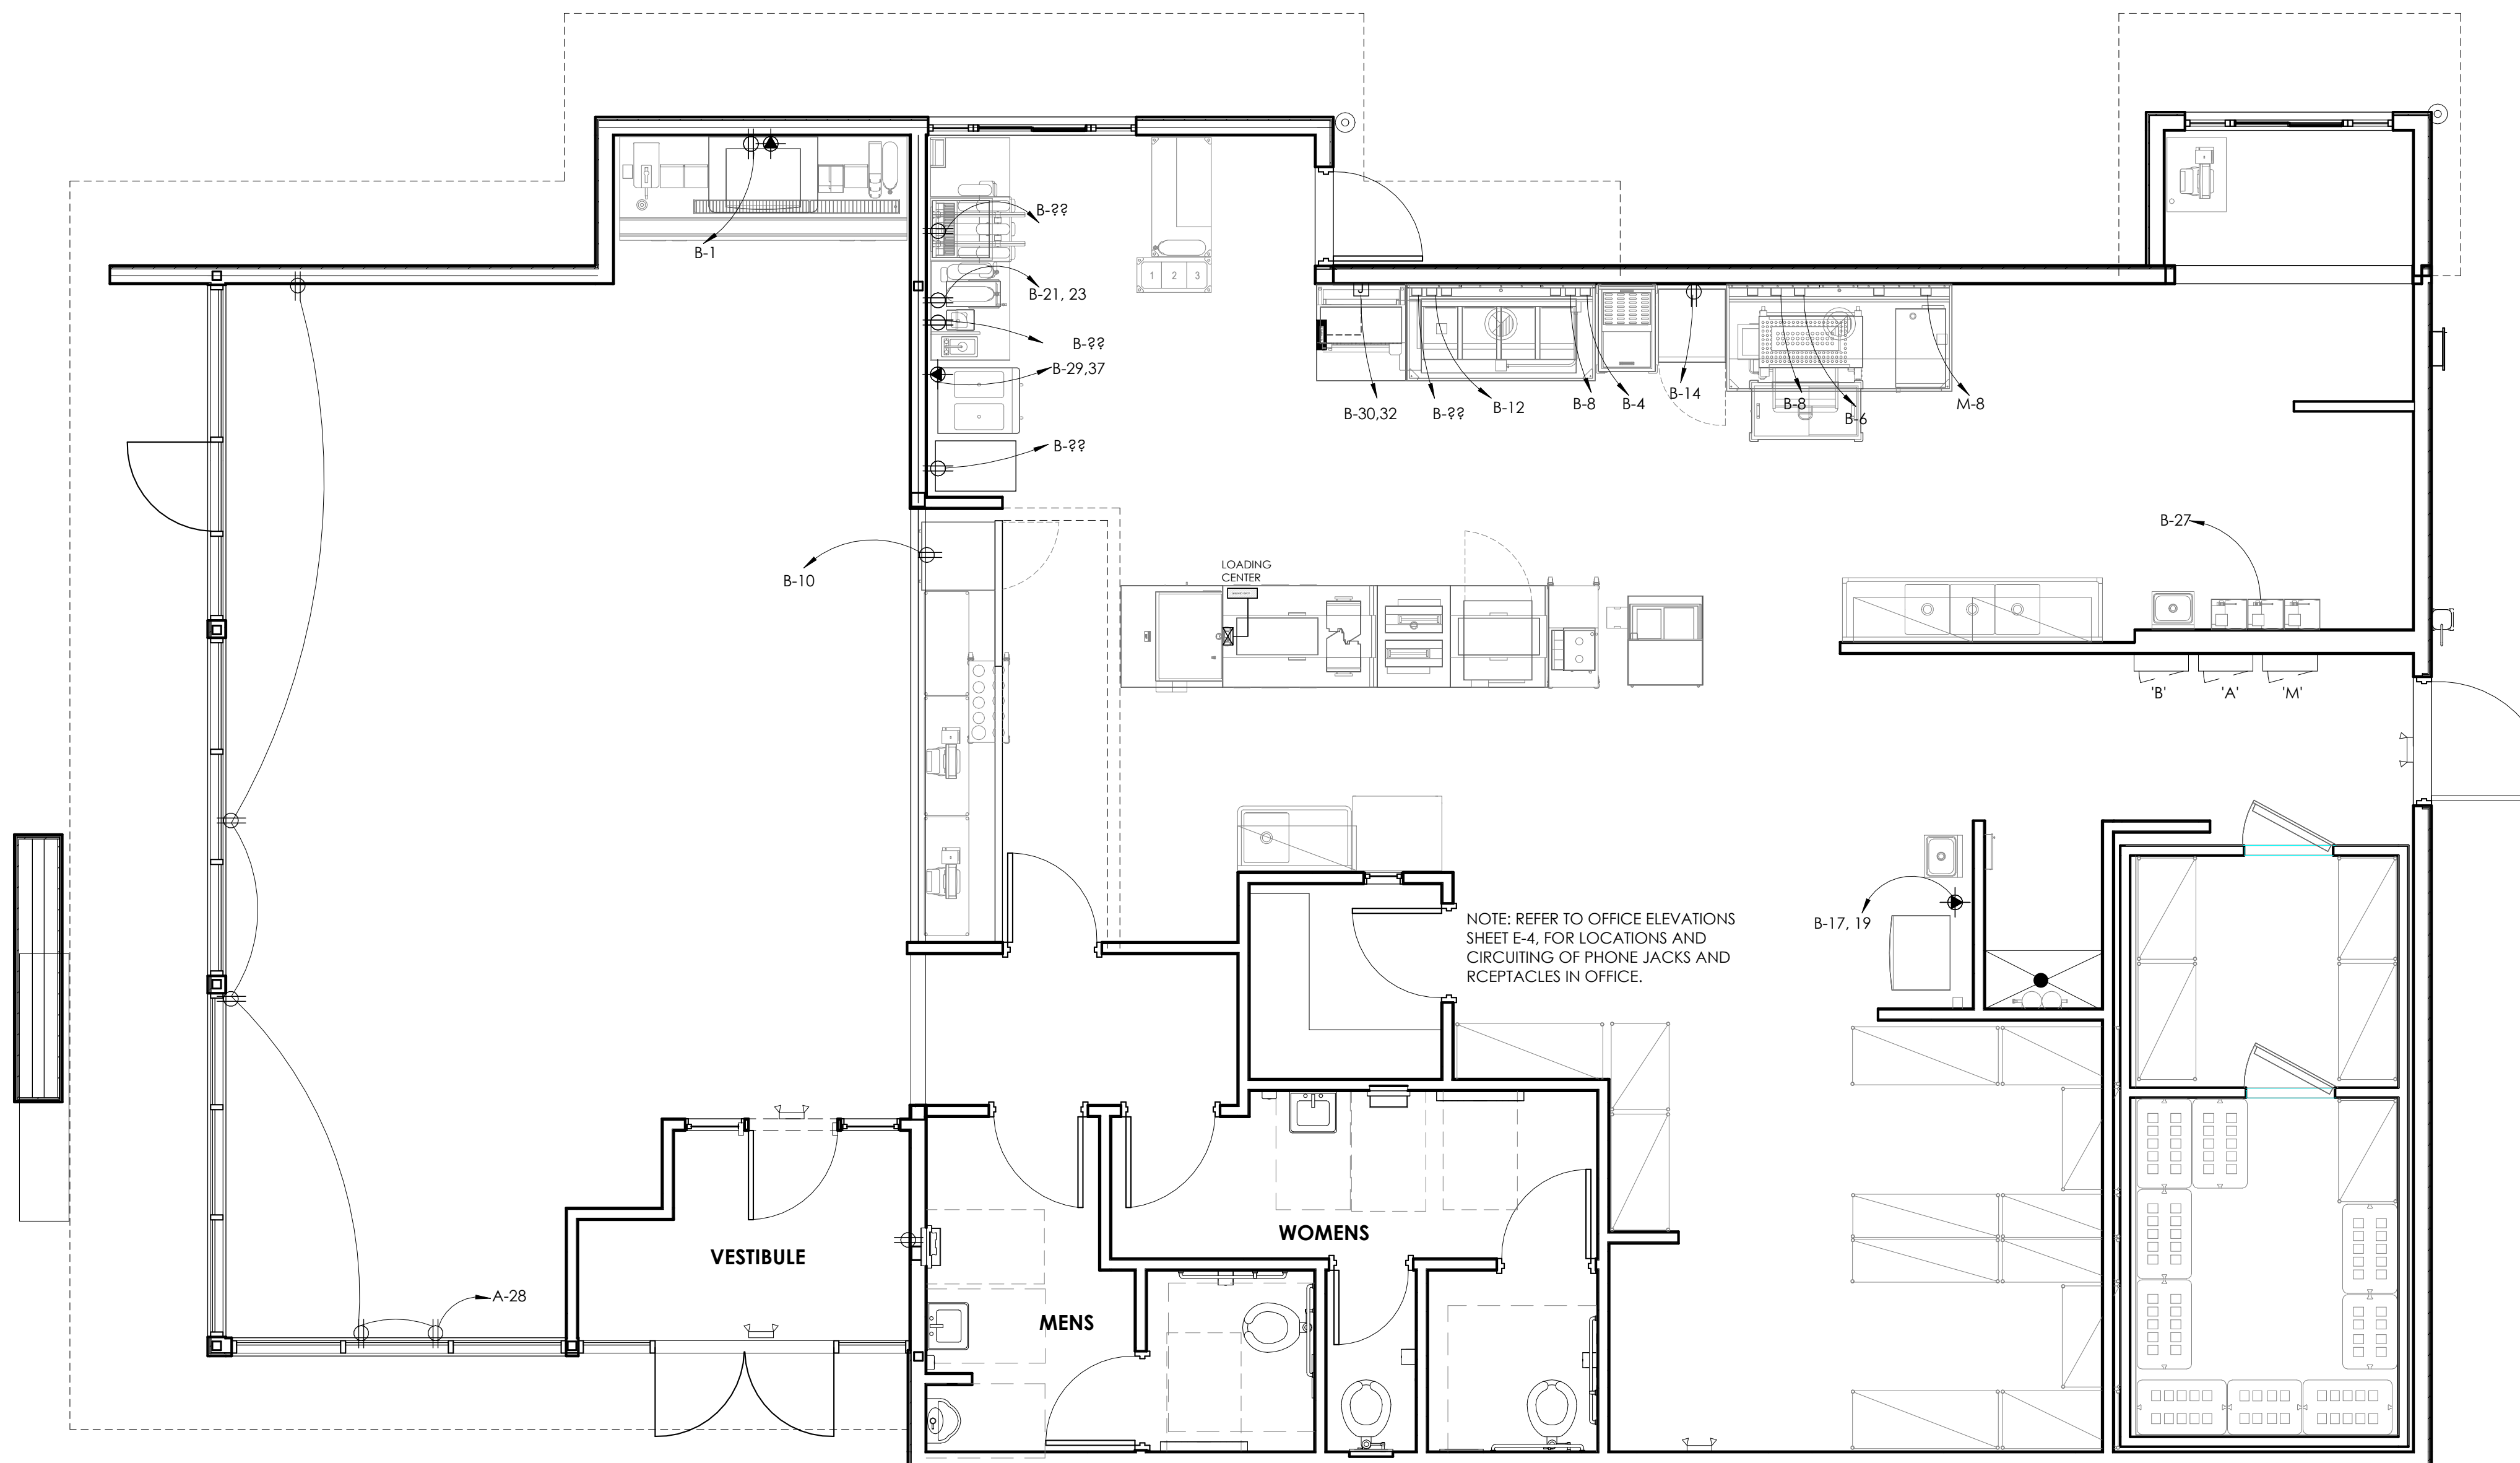 B-??
B-1
1 2 3
B-21, 23
J
B-??
B-29,37
B-30,32
B-??
B-12
B-8
B-4
B-14
B-8
B-6
M-8
B-??
B-27
B-10
LOADING
CENTER
'B'
'A'
'M'
NOTE: REFER TO OFFICE ELEVATIONS
SHEET E-4, FOR LOCATIONS AND
CIRCUITING OF PHONE JACKS AND
RCEPTACLES IN OFFICE.
B-17, 19
WOMENS
VESTIBULE
A-28
MENS